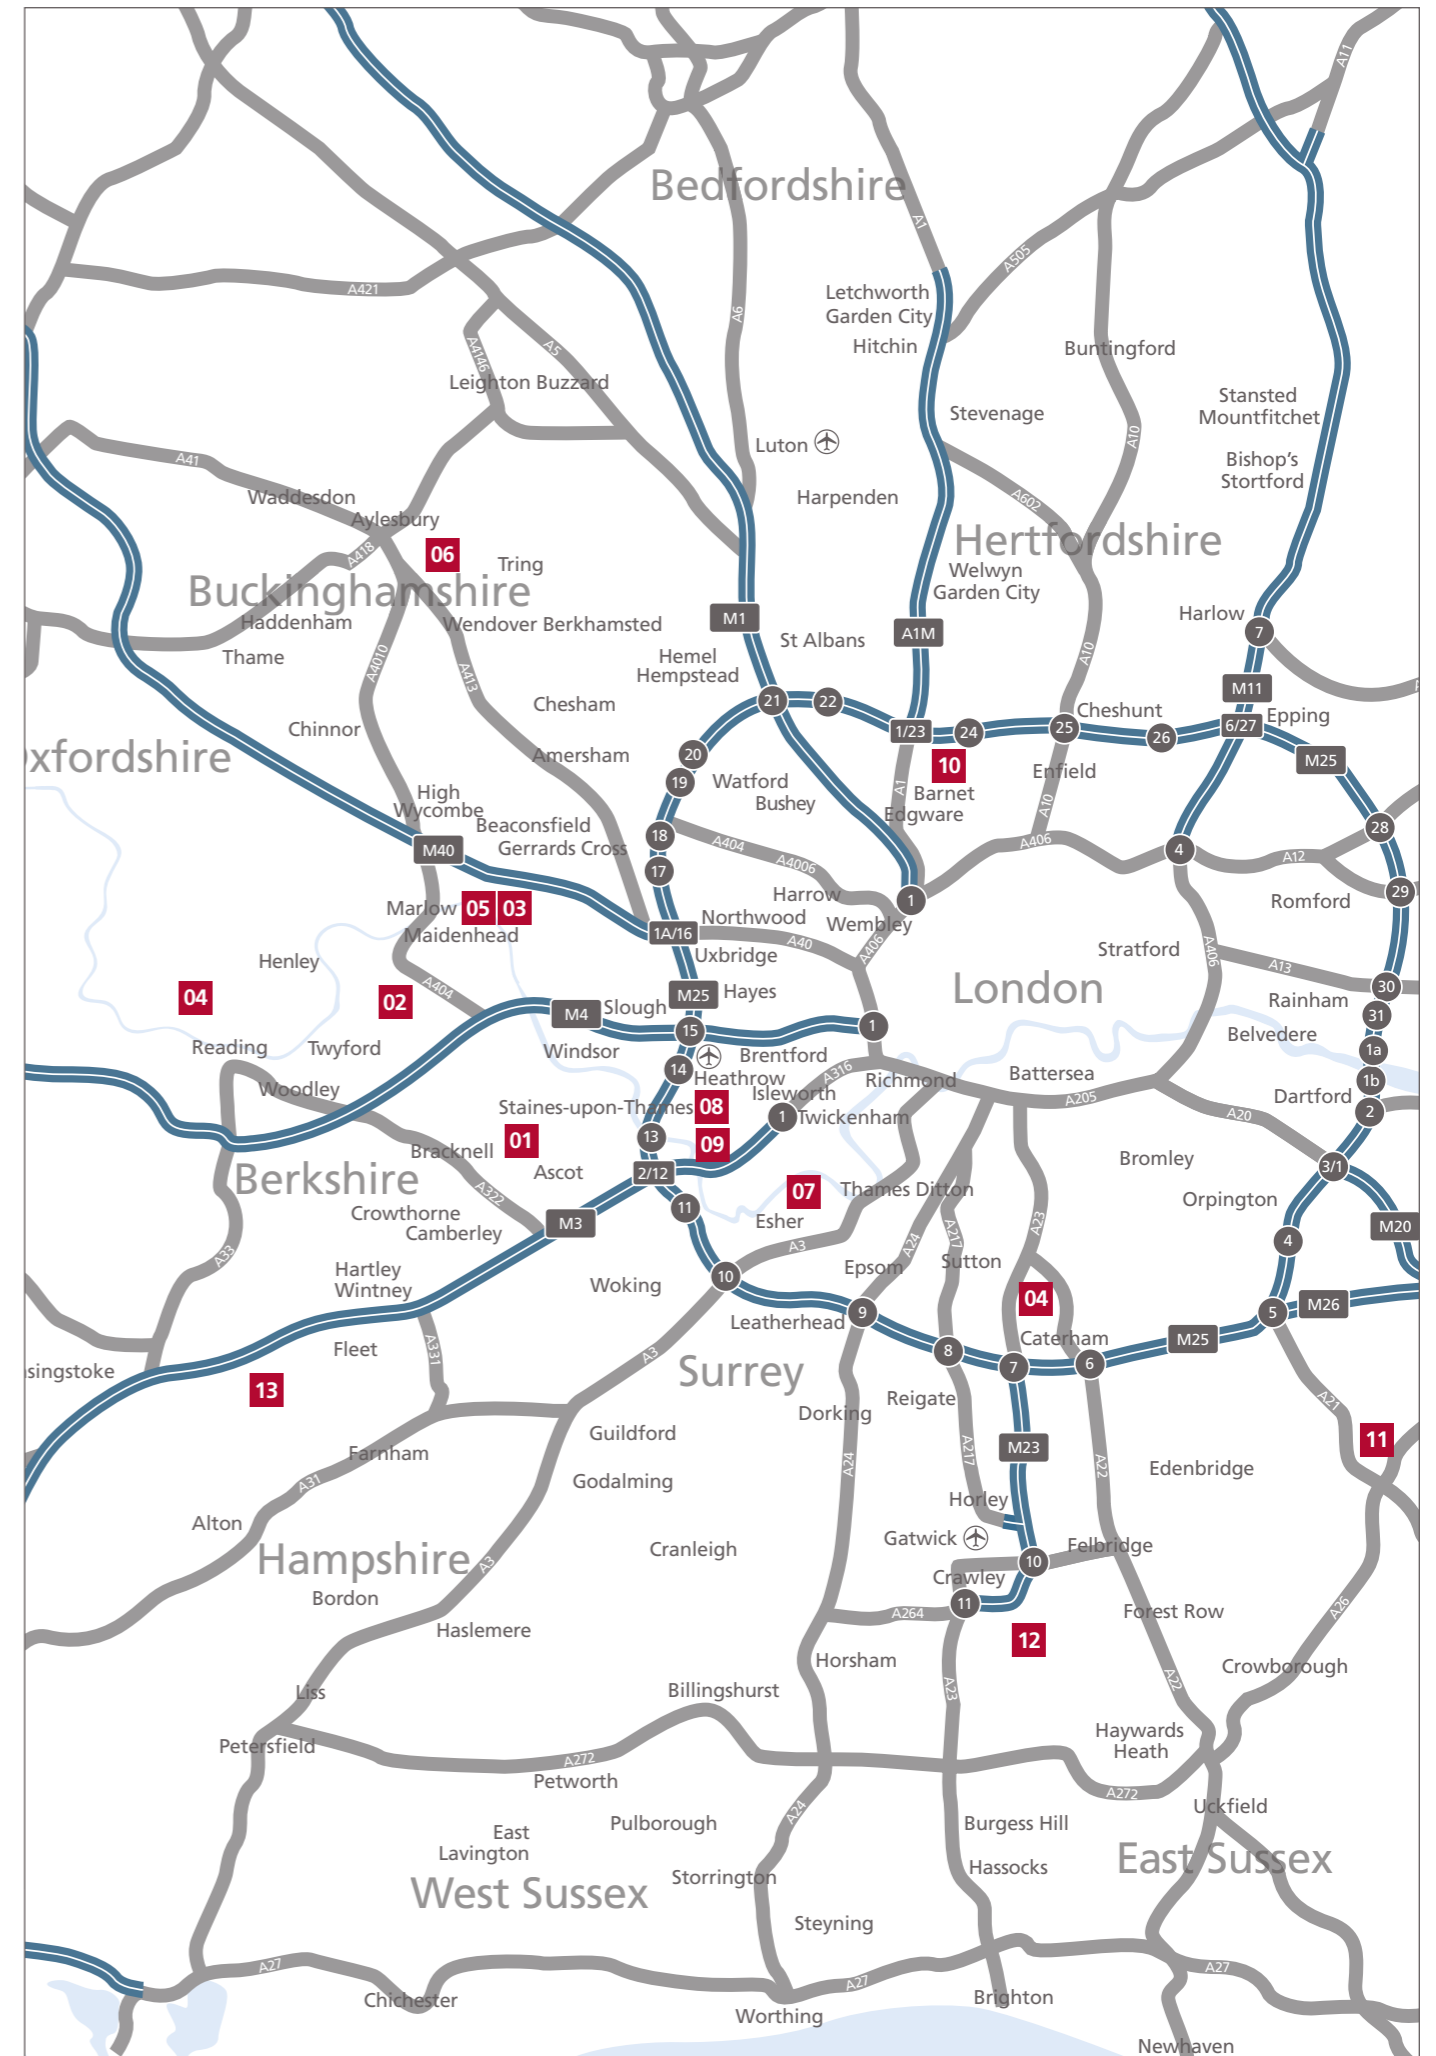 A11
Bedfordshire
A1
A505
A421
Letchworth
Garden City
A6
Hitchin
A5
A4146
Buntingford
Leighton Buzzard
Stansted
Mountfitchet
Stevenage
A10
Luton
A41
Bishop's
Stortford
Waddesdon
Harpenden
A602
Aylesbury
A418
06
Hertfordshire
Tring
Welwyn
Garden City
Buckinghamshire
Haddenham
Wendover
Berkhamsted
M1
A1M
Harlow
7
St Albans
Thame
A4010
A413
Hemel
Hempstead
A10
M11
Chesham
21
22
Cheshunt
Chinnor
1/23
24
25
26
6/27
Epping
xfordshire
Amersham
20
10
M25
19
Watford
Bushey
A1
Enfield
High
Wycombe
Barnet
Edgware
A10
Beaconsfield
Gerrards Cross
18
28
M40
A404
A4006
A406
4
A12
17
Harrow
1
29
Romford
Marlow
05
03
Northwood
Wembley
Maidenhead
1A/16
A40
A406
Stratford
A406
Uxbridge
Henley
A13
04
02
A404
M25
Hayes
London
30
Rainham
Slough
M4
31
15
1
Belvedere
Reading
Twyford
Windsor
Brentford
1a
14
Heathrow
A316
Richmond
Battersea
1b
Woodley
Isleworth
A205
Dartford
Staines-upon-Thames
08
1
Twickenham
A20
2
13
01
09
Bracknell
Ascot
2/12
Bromley
3/1
Berkshire
A322
07
Thames Ditton
Orpington
11
Crowthorne
M3
Esher
A23
M20
Camberley
A217
4
A33
A3
A24
Hartley
Wintney
Epsom
Sutton
10
Woking
04
M26
9
5
Leatherhead
Fleet
A331
Caterham
M25
A3
8
7
6
singstoke
Surrey
13
Reigate
A21
Dorking
Guildford
11
Farnham
A24
A217
M23
A22
Edenbridge
A31
Godalming
Horley
Alton
Gatwick
Cranleigh
Felbridge
Hampshire
A3
10
Crawley
Bordon
11
A264
A26
Forest Row
Haslemere
12
Horsham
Crowborough
A23
A22
Liss
Billingshurst
Petersfield
Haywards
Heath
A272
Petworth
A272
Uckfield
A24
Pulborough
Burgess Hill
East
Lavington
East Sussex
Hassocks
Storrington
West Sussex
Steyning
A27
A27
A27
Chichester
Brighton
Worthing
Newhaven